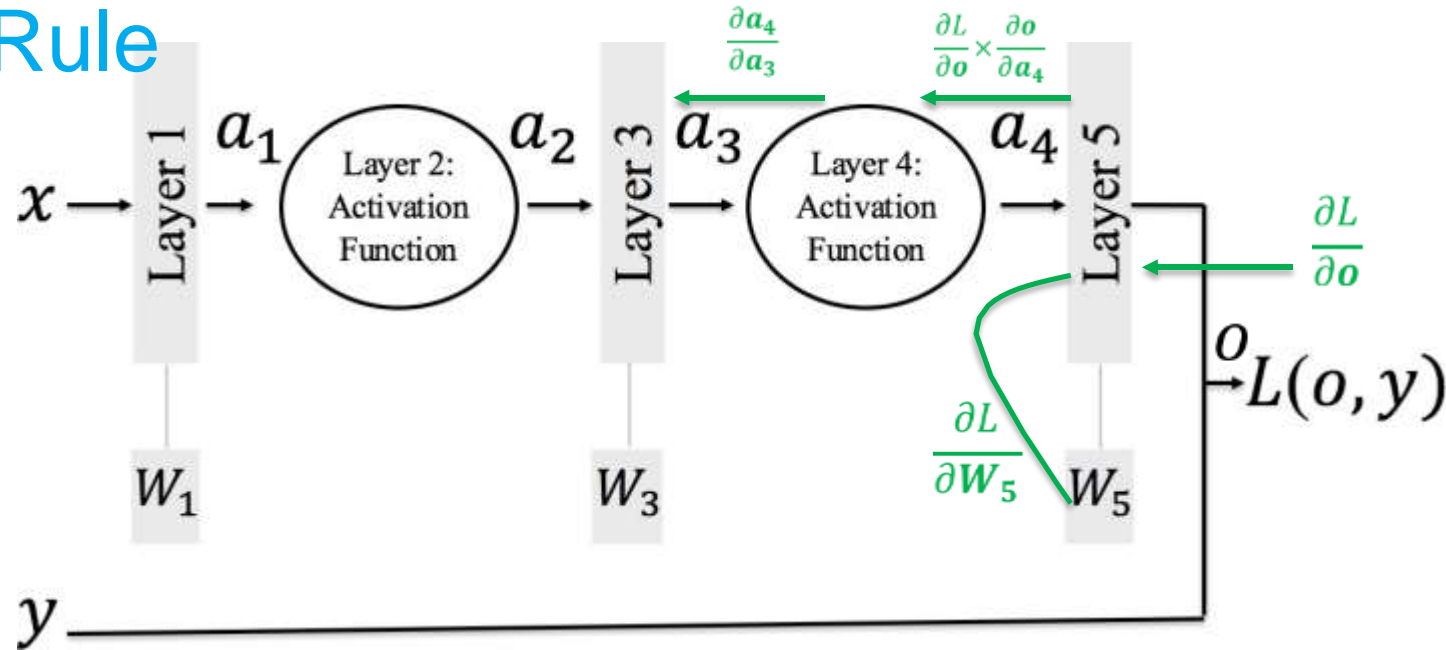 Rule
∂a₄/∂a₃
∂L/∂o × ∂o/∂a₄
x
Layer 1
a₁
Layer 2:
Activation
Function
a₂
Layer 3
a₃
Layer 4:
Activation
Function
a₄
Layer 5
∂L/∂o
o
L(o, y)
∂L/∂W₅
W₁
W₃
W₅
y